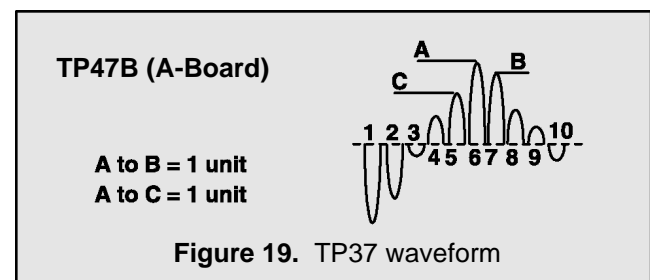 TP47B (A-Board)
A
B
C
1 2 3 10
4 5 6 7 8 9
A to B = 1 unit
A to C = 1 unit
Figure 19. TP37 waveform